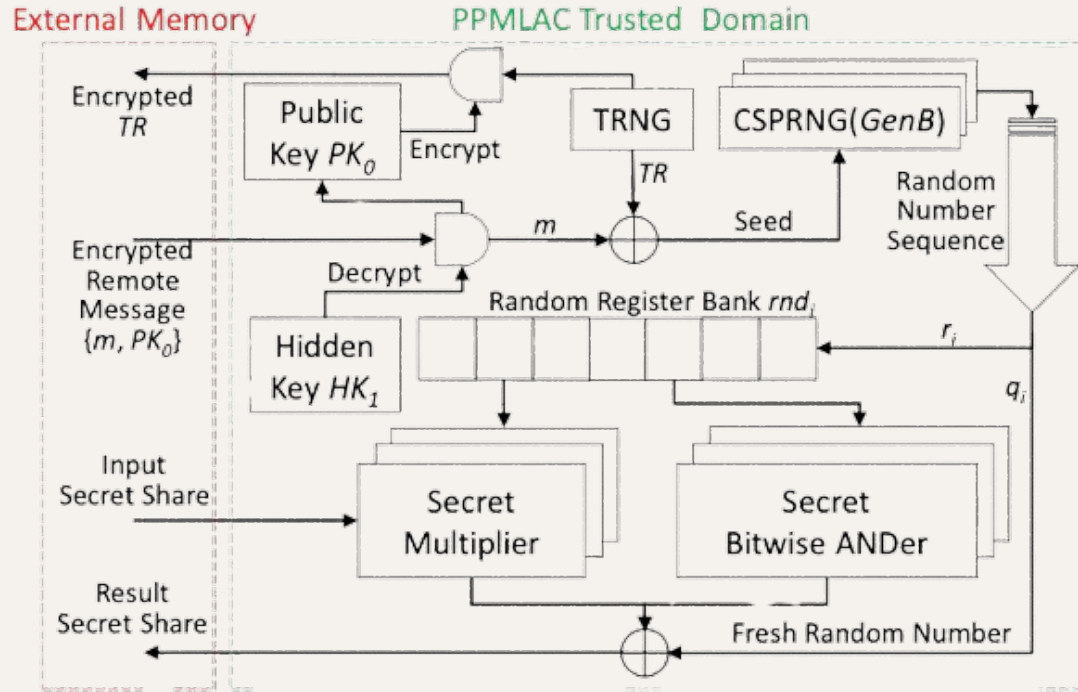 External Memory
PPMLAC Trusted Domain
Encrypted
TR
Public
Key PK₀
Encrypt
TRNG
CSPRNG(GenB)
TR
Random
Number
Sequence
m
Seed
Encrypted
Remote
Message
{m, PK₀}
Decrypt
Hidden
Key HK₁
Random Register Bank rndᵢ
rᵢ
qᵢ
Input
Secret Share
Secret
Multiplier
Secret
Bitwise ANDer
Result
Secret Share
Fresh Random Number